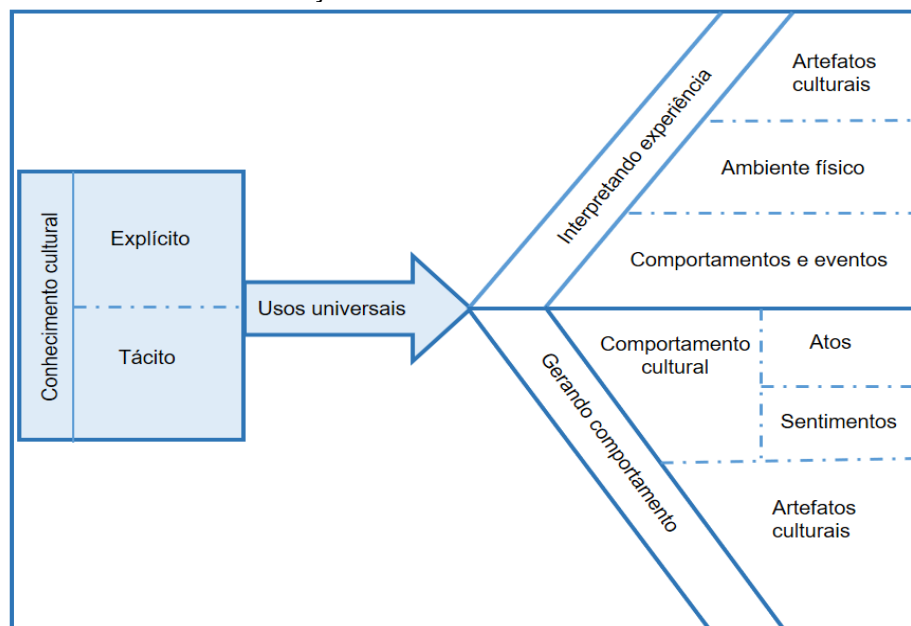 Conhecimento cultural
Explícito
Tácito
Usos universais
Interpretando experiência
Artefatos
culturais
Ambiente físico
Comportamentos e eventos
Gerando comportamento
Comportamento
cultural
Atos
Sentimentos
Artefatos
culturais